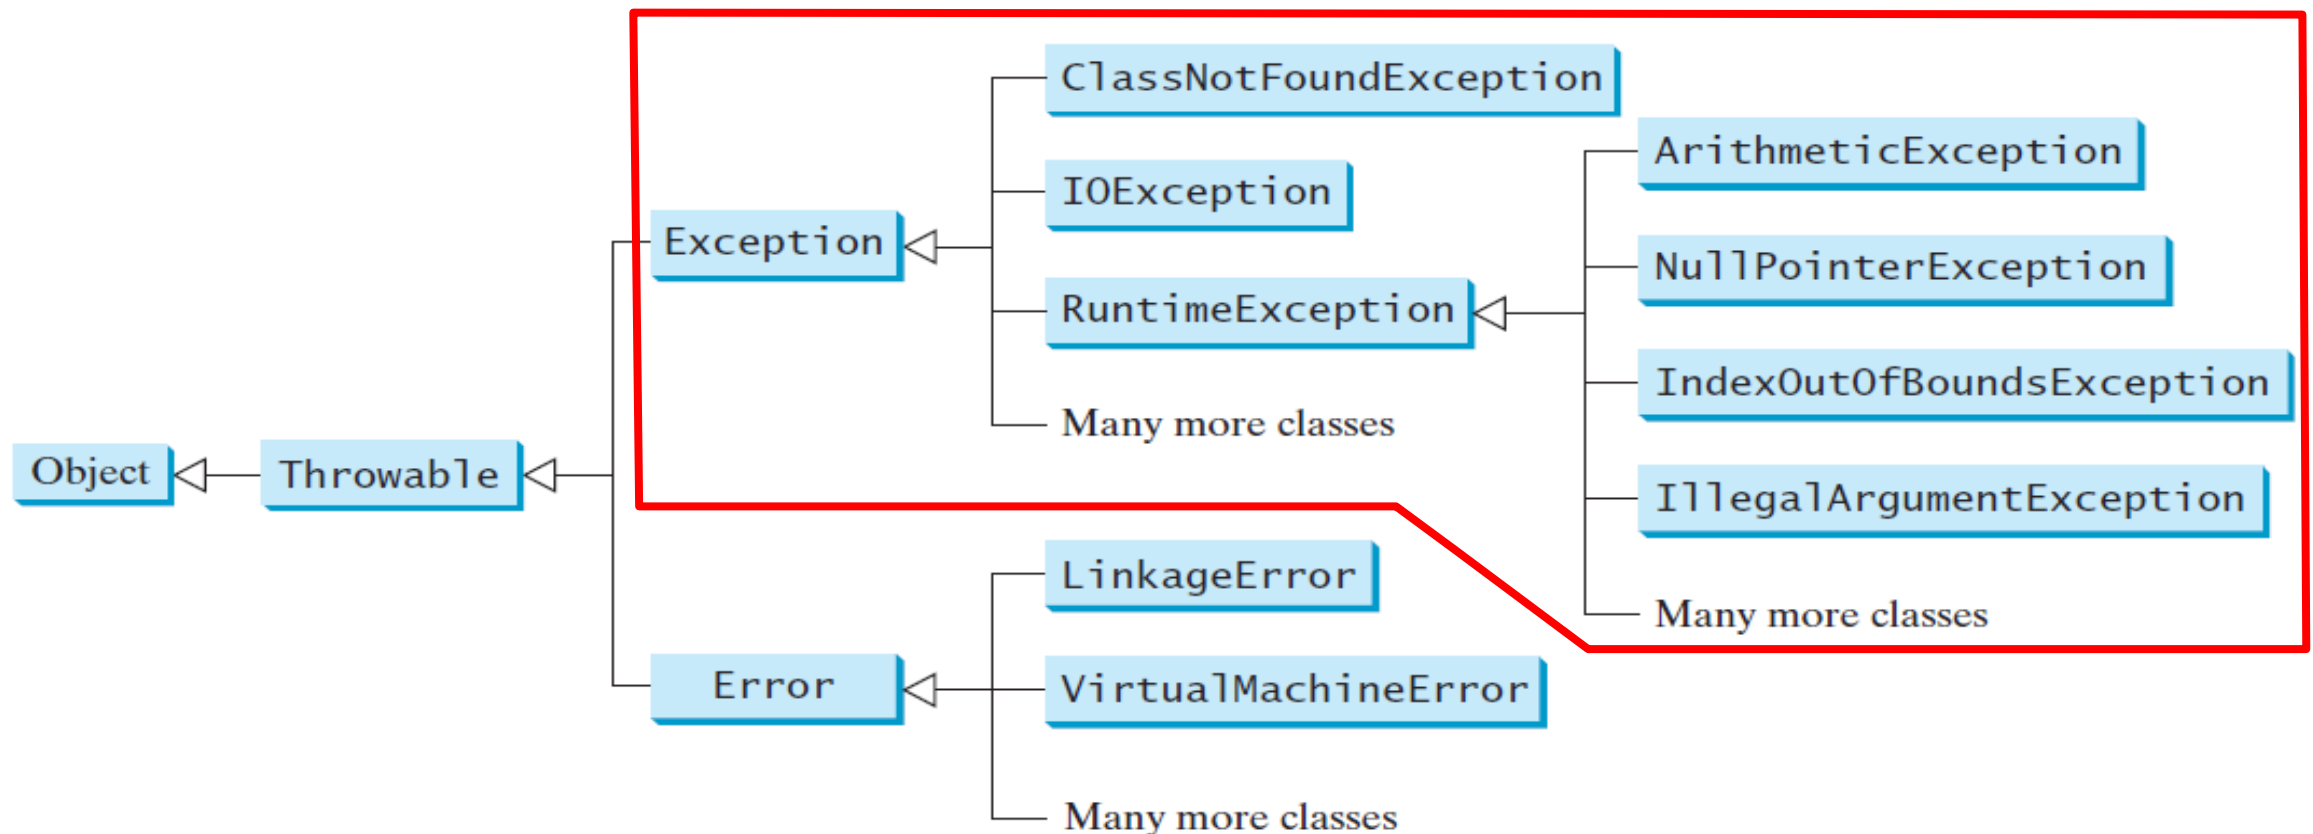 ClassNotFoundException
ArithmeticException
IOException
Exception
NullPointerException
RuntimeException
IndexOutOfBoundsException
Many more classes
Object
Throwable
IllegalArgumentException
LinkageError
Many more classes
Error
VirtualMachineError
Many more classes